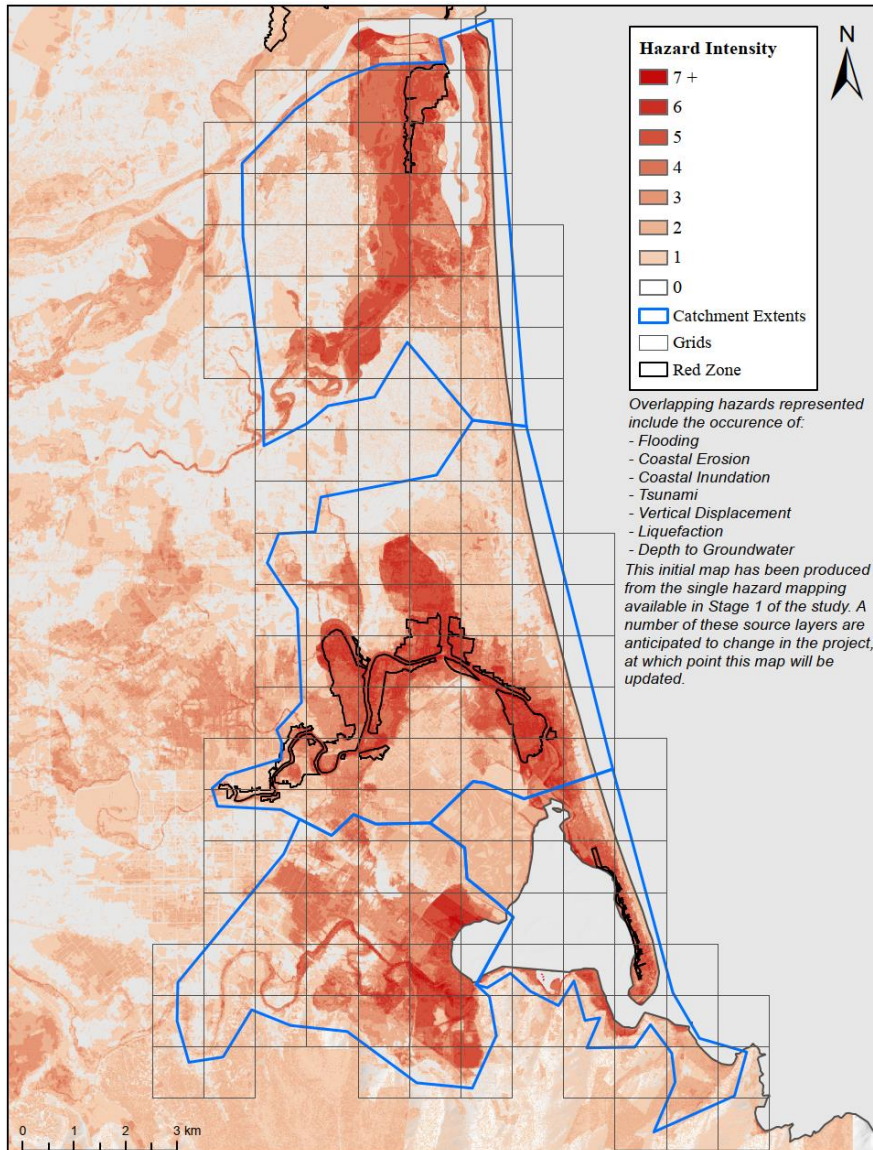 N
Hazard Intensity
7 +
6
5
4
3
2
1
0
Catchment Extents
Grids
Red Zone
Overlapping hazards represented
include the occurence of:
- Flooding
- Coastal Erosion
- Coastal Inundation
- Tsunami
- Vertical Displacement
- Liquefaction
- Depth to Groundwater
This initial map has been produced
from the single hazard mapping
available in Stage 1 of the study. A
number of these source layers are
anticipated to change in the project,
at which point this map will be
updated.
0 1 2 3 km